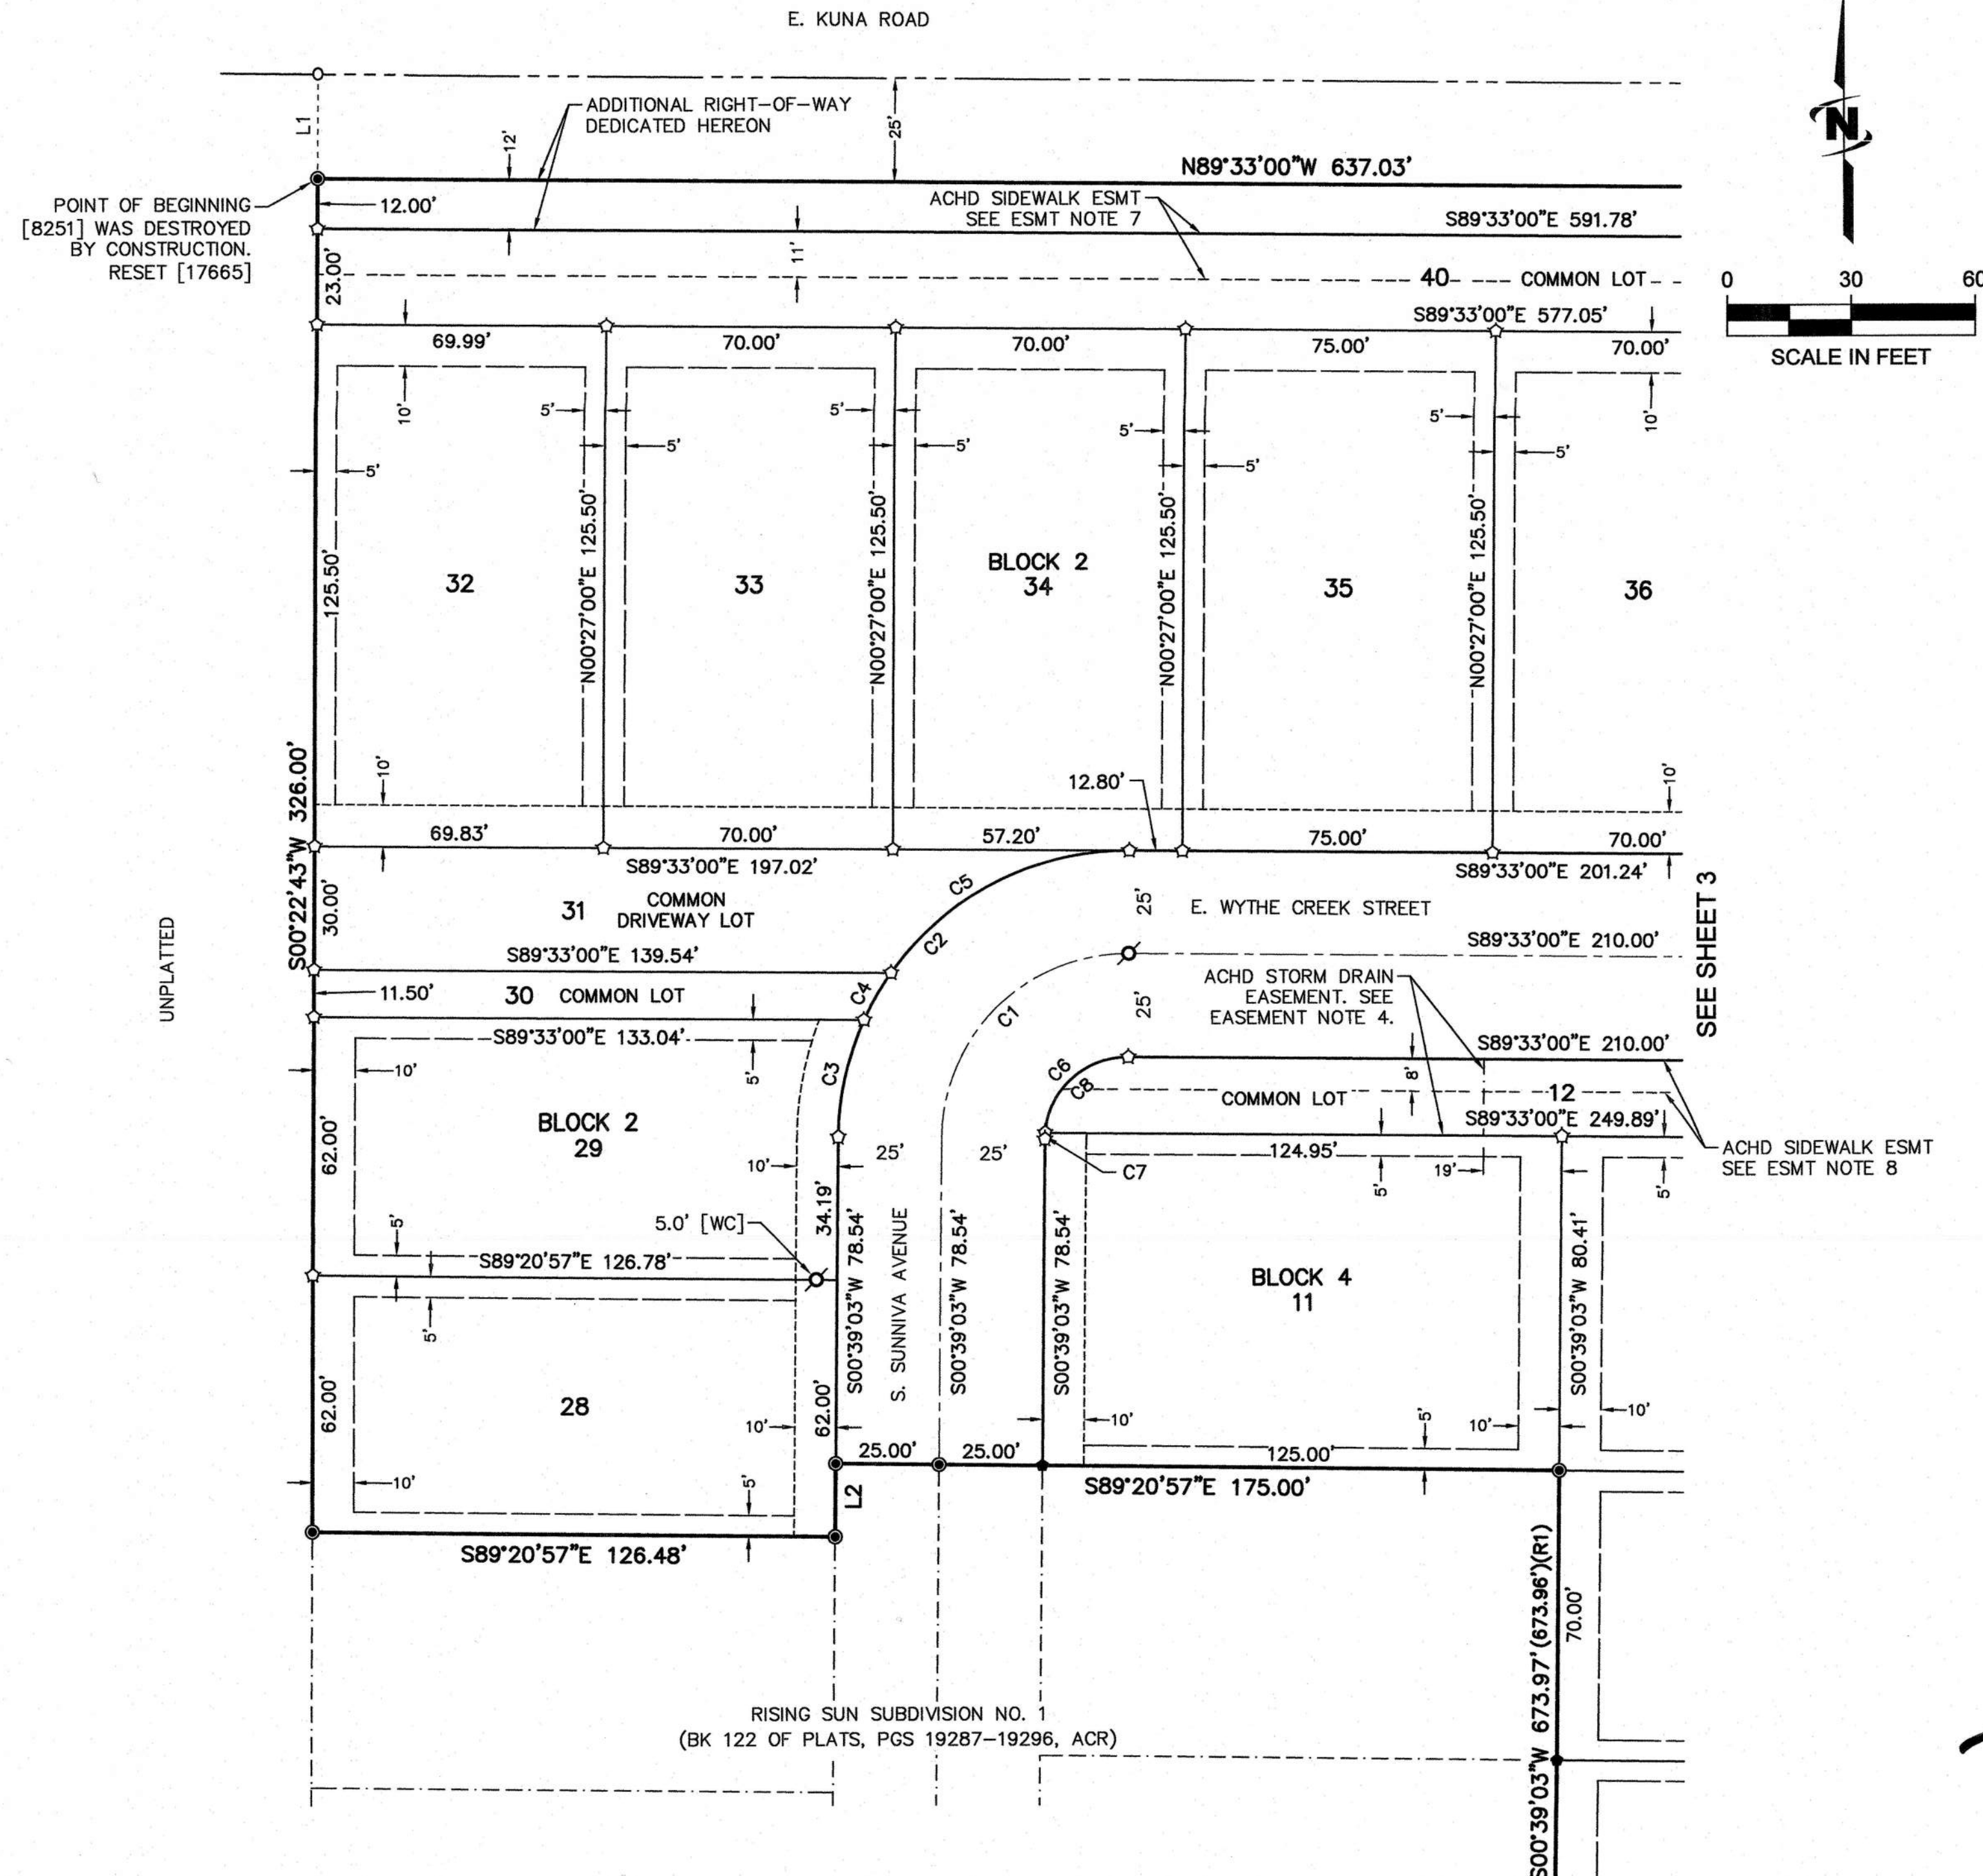 E. KUNA ROAD
L1
ADDITIONAL RIGHT-OF-WAY
DEDICATED HEREON
12'
25'
N
N89°33'00"W 637.03'
POINT OF BEGINNING
[8251] WAS DESTROYED
BY CONSTRUCTION.
RESET [17665]
12.00'
ACHD SIDEWALK ESMT
SEE ESMT NOTE 7
S89°33'00"E 591.78'
23.00'
11'
40
COMMON LOT
S89°33'00"E 577.05'
0 30 60
SCALE IN FEET
69.99'
70.00'
70.00'
75.00'
70.00'
10'
5'
5'
5'
5'
10'
5'
5'
5'
5'
5'
125.50'
N00°27'00"E 125.50'
N00°27'00"E 125.50'
N00°27'00"E 125.50'
N00°27'00"E 125.50'
32
33
BLOCK 2
34
35
36
S00°22'43"W 326.00'
10'
12.80'
10'
69.83'
70.00'
57.20'
75.00'
70.00'
S89°33'00"E 197.02'
S89°33'00"E 201.24'
UNPLATTED
30.00'
31
COMMON
DRIVEWAY LOT
C5
C2
25'
E. WYTHE CREEK STREET
S89°33'00"E 210.00'
SEE SHEET 3
S89°33'00"E 139.54'
11.50'
30 COMMON LOT
C4
C1
25'
ACHD STORM DRAIN
EASEMENT. SEE
EASEMENT NOTE 4.
S89°33'00"E 133.04'
S89°33'00"E 210.00'
10'
5'
C3
C6
C8
8'
COMMON LOT
12
S89°33'00"E 249.89'
62.00'
BLOCK 2
29
10'
25'
25'
C7
124.95'
5'
19'
5'
ACHD SIDEWALK ESMT
SEE ESMT NOTE 8
5.0' [WC]
34.19'
5'
S89°20'57"E 126.78'
5'
S00°39'03"W 78.54'
S. SUNNIVA AVENUE
S00°39'03"W 78.54'
S00°39'03"W 78.54'
BLOCK 4
11
S00°39'03"W 80.41'
62.00'
28
10'
62.00'
10'
5'
10'
10'
25.00'
25.00'
125.00'
10'
5'
L2
S89°20'57"E 175.00'
S89°20'57"E 126.48'
S00°39'03"W 673.97' (673.96')(R1)
70.00'
RISING SUN SUBDIVISION NO. 1
(BK 122 OF PLATS, PGS 19287-19296, ACR)